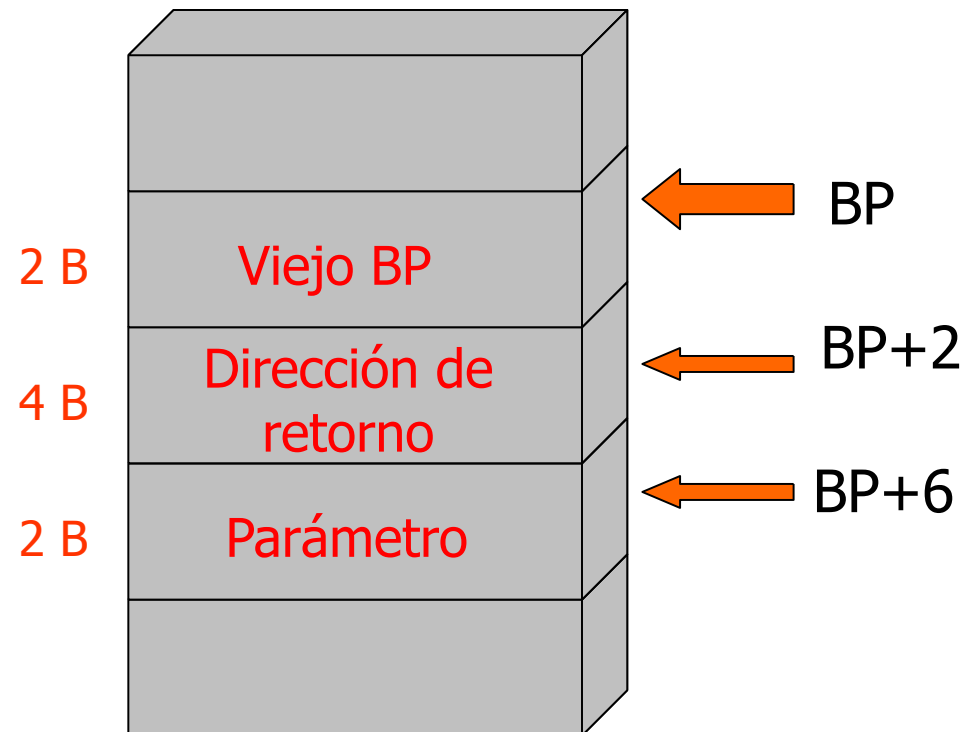 BP
2 B
Viejo BP
BP+2
4 B
Dirección de
retorno
BP+6
2 B
Parámetro